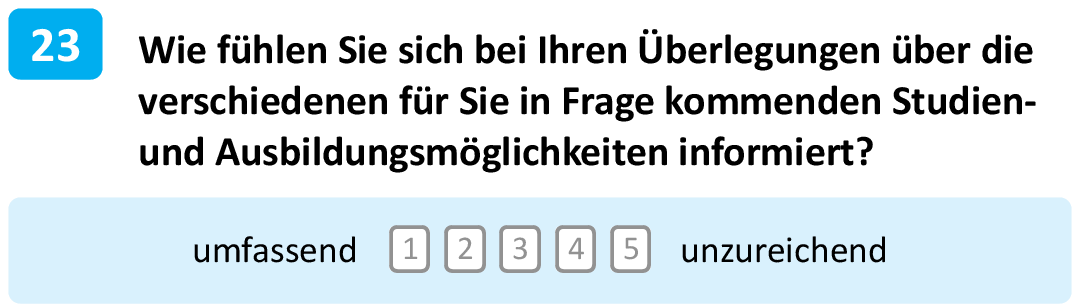 23
Wie fühlen Sie sich bei Ihren Überlegungen über die
verschiedenen für Sie in Frage kommenden Studien-
und Ausbildungsmöglichkeiten informiert?
umfassend 1 2 3 4 5 unzureichend